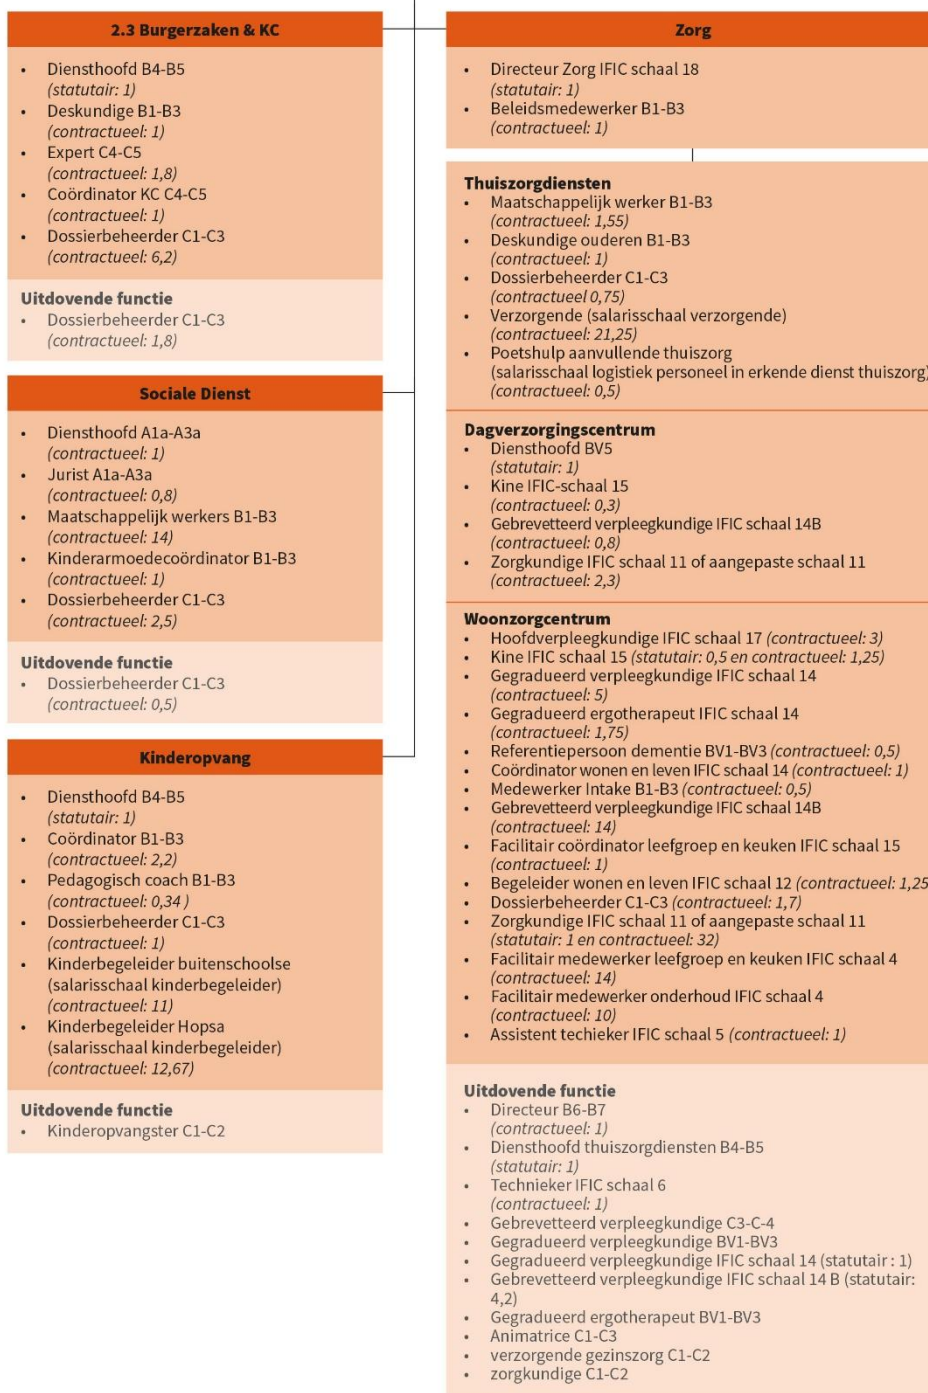 2.3 Burgerzaken & KC
• Diensthoofd B4-B5
(statutair: 1)
• Deskundige B1-B3
(contractueel: 1)
• Expert C4-C5
(contractueel: 1,8)
• Coördinator KC C4-C5
(contractueel: 1)
• Dossierbeheerder C1-C3
(contractueel: 6,2)
Uitdovende functie
• Dossierbeheerder C1-C3
(contractueel: 1,8)
Sociale Dienst
• Diensthoofd A1a-A3a
(contractueel: 1)
• Jurist A1a-A3a
(contractueel: 0,8)
• Maatschappelijk werkers B1-B3
(contractueel: 14)
• Kinderarmoedecoördinator B1-B3
(contractueel: 1)
• Dossierbeheerder C1-C3
(contractueel: 2,5)
Uitdovende functie
• Dossierbeheerder C1-C3
(contractueel: 0,5)
Kinderopvang
• Diensthoofd B4-B5
(statutair: 1)
• Coördinator B1-B3
(contractueel: 2,2)
• Pedagogisch coach B1-B3
(contractueel: 0,34 )
• Dossierbeheerder C1-C3
(contractueel: 1)
• Kinderbegeleider buitenschoolse
(salarisschaal kinderbegeleider)
(contractueel: 11)
• Kinderbegeleider Hopsa
(salarisschaal kinderbegeleider)
(contractueel: 12,67)
Uitdovende functie
• Kinderopvangster C1-C2
Zorg
• Directeur Zorg IFIC schaal 18
(statutair: 1)
• Beleidsmedewerker B1-B3
(contractueel: 1)
Thuiszorgdiensten
• Maatschappelijk werker B1-B3
(contractueel: 1,55)
• Deskundige ouderen B1-B3
(contractueel: 1)
• Dossierbeheerder C1-C3
(contractueel 0,75)
• Verzorgende (salarisschaal verzorgende)
(contractueel: 21,25)
• Poetshulp aanvullende thuiszorg
(salarisschaal logistiek personeel in erkende dienst thuiszorg)
(contractueel: 0,5)
Dagverzorgingscentrum
• Diensthoofd BV5
(statutair: 1)
• Kine IFIC-schaal 15
(contractueel: 0,3)
• Gebrevetteerd verpleegkundige IFIC schaal 14B
(contractueel: 0,8)
• Zorgkundige IFIC schaal 11 of aangepaste schaal 11
(contractueel: 2,3)
Woonzorgcentrum
• Hoofdverpleegkundige IFIC schaal 17 (contractueel: 3)
• Kine IFIC schaal 15 (statutair: 0,5 en contractueel: 1,25)
• Gegradueerd verpleegkundige IFIC schaal 14
(contractueel: 5)
• Gegradueerd ergotherapeut IFIC schaal 14
(contractueel: 1,75)
• Referentiepersoon dementie BV1-BV3 (contractueel: 0,5)
• Coördinator wonen en leven IFIC schaal 14 (contractueel: 1)
• Medewerker Intake B1-B3 (contractueel: 0,5)
• Gebrevetteerd verpleegkundige IFIC schaal 14B
(contractueel: 14)
• Facilitair coördinator leefgroep en keuken IFIC schaal 15
(contractueel: 1)
• Begeleider wonen en leven IFIC schaal 12 (contractueel: 1,25
• Dossierbeheerder C1-C3 (contractueel: 1,7)
• Zorgkundige IFIC schaal 11 of aangepaste schaal 11
(statutair: 1 en contractueel: 32)
• Facilitair medewerker leefgroep en keuken IFIC schaal 4
(contractueel: 14)
• Facilitair medewerker onderhoud IFIC schaal 4
(contractueel: 10)
• Assistent techieker IFIC schaal 5 (contractueel: 1)
Uitdovende functie
• Directeur B6-B7
(contractueel: 1)
• Diensthoofd thuiszorgdiensten B4-B5
(statutair: 1)
• Technieker IFIC schaal 6
(contractueel: 1)
• Gebrevetteerd verpleegkundige C3-C-4
• Gegradueerd verpleegkundige BV1-BV3
• Gegradueerd verpleegkundige IFIC schaal 14 (statutair : 1)
• Gebrevetteerd verpleegkundige IFIC schaal 14 B (statutair:
4,2)
• Gegradueerd ergotherapeut BV1-BV3
• Animatrice C1-C3
• verzorgende gezinszorg C1-C2
• zorgkundige C1-C2